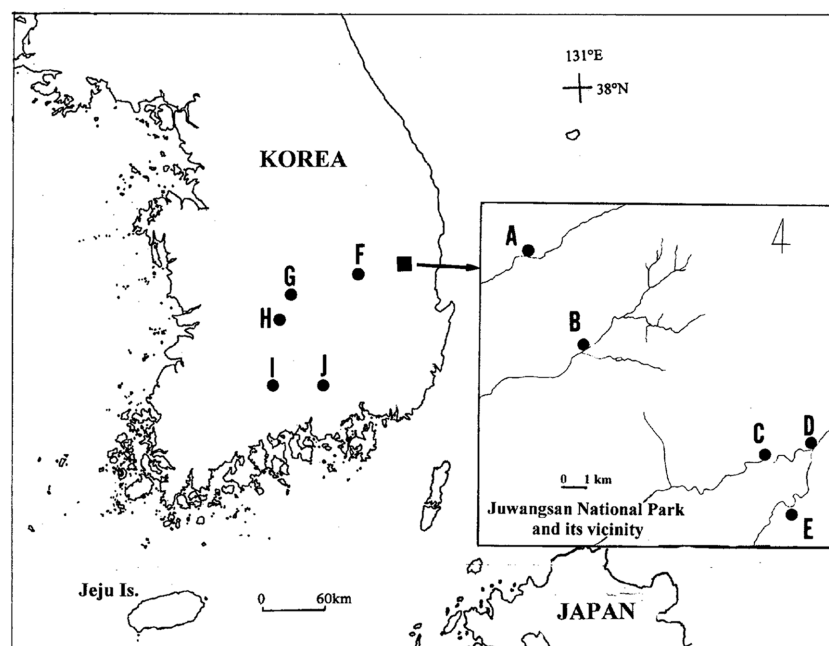 131°E
38°N
KOREA
A
4
F
G
B
H
I
J
D
C
0 1 km
Juwangsan National Park
and its vicinity
E
Jeju Is.
0 60km
JAPAN